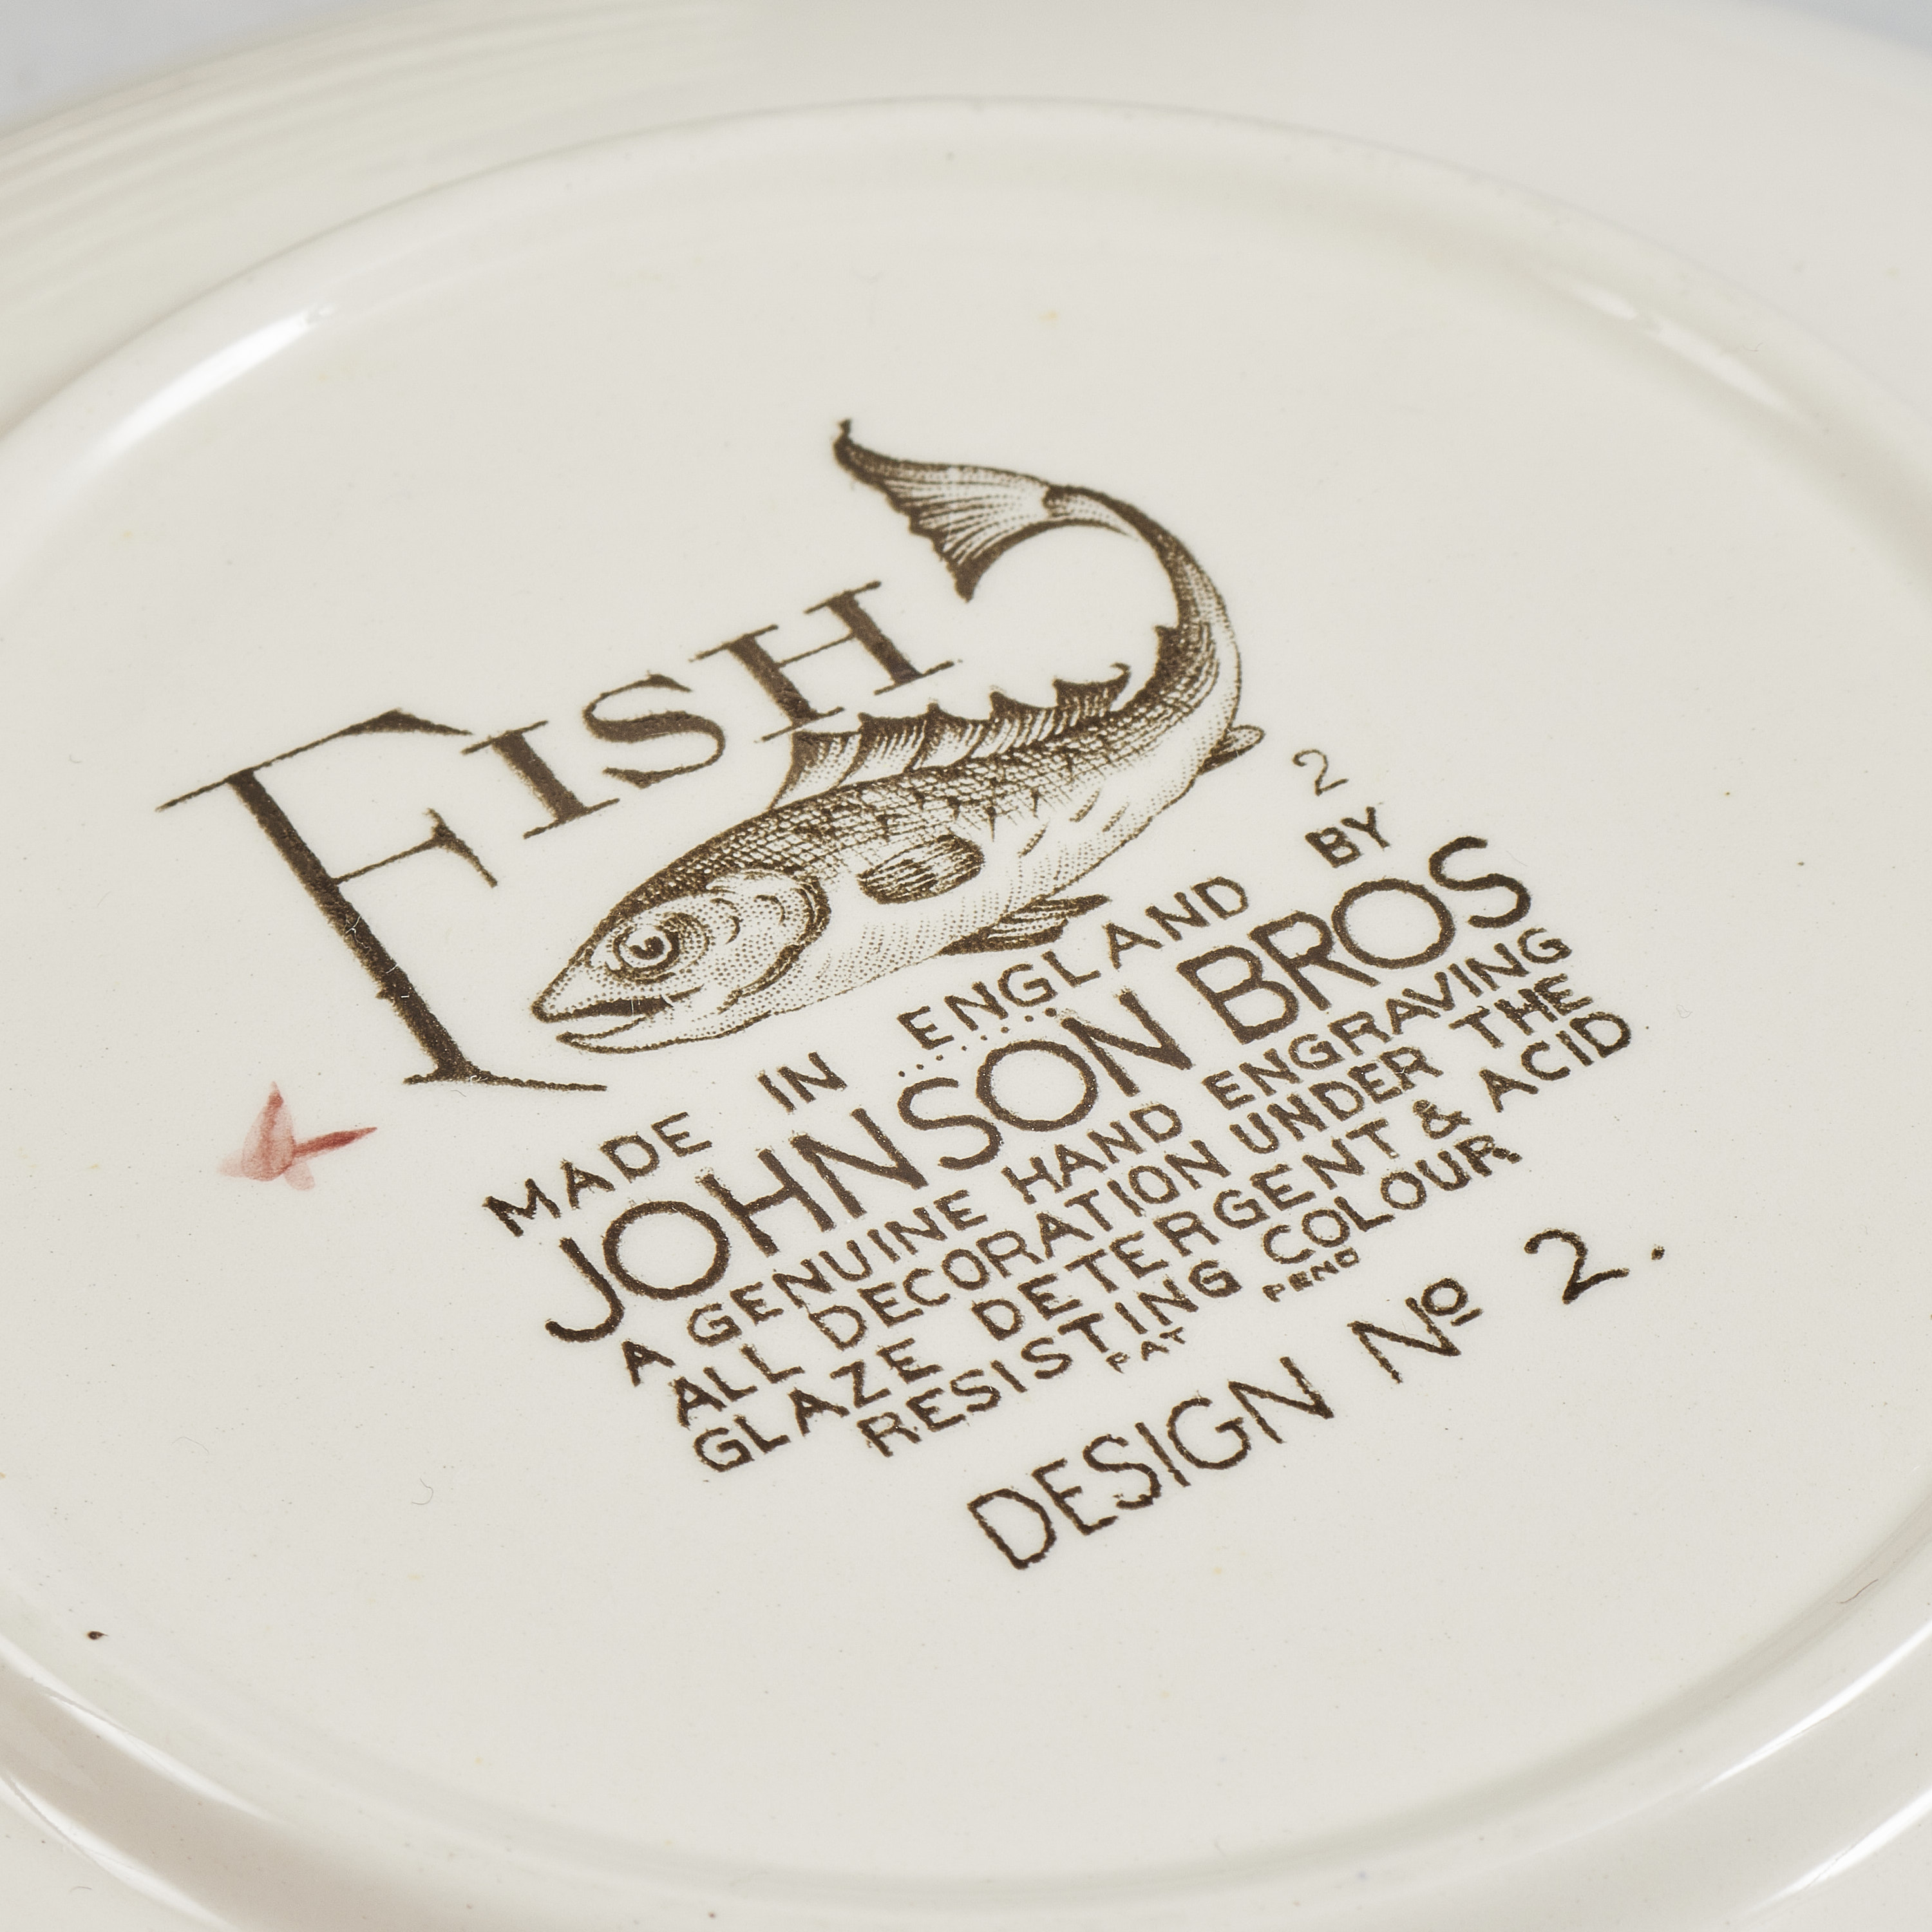 FISH
2
MADE IN ENGLAND BY
JOHNSON BROS
A GENUINE HAND ENGRAVING
ALL DECORATION UNDER THE
GLAZE DETERGENT & ACID
RESISTING COLOUR
PAT PEND
DESIGN Nº 2.